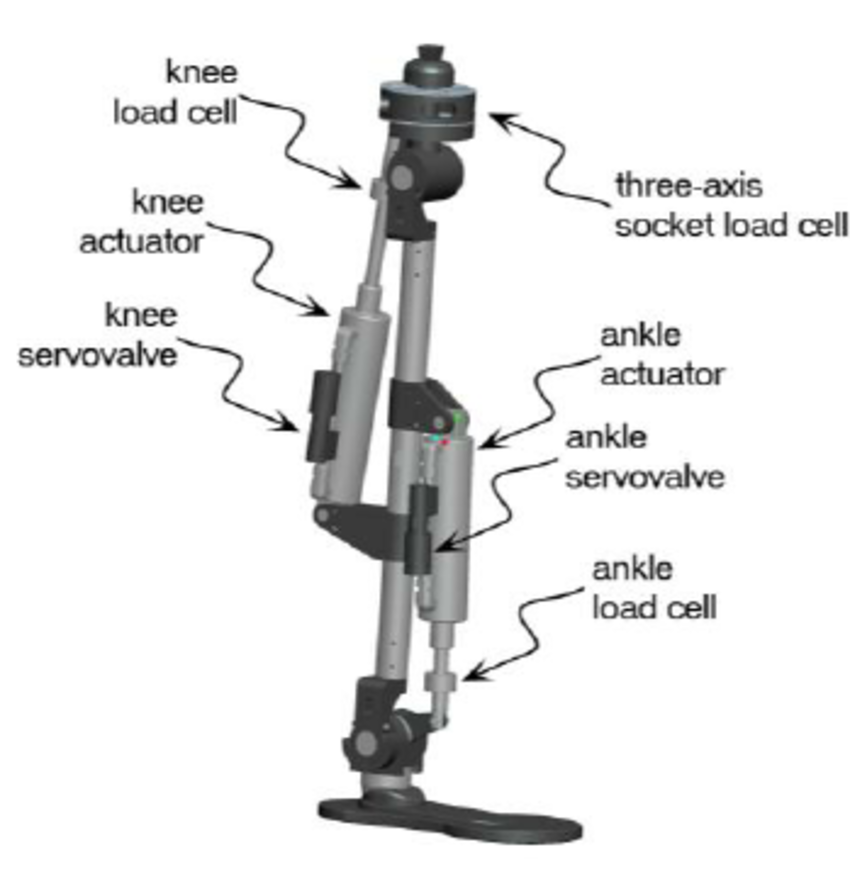 knee
load cell
knee
actuator
knee
servovalve
three-axis
socket load cell
ankle
actuator
ankle
servovalve
ankle
load cell